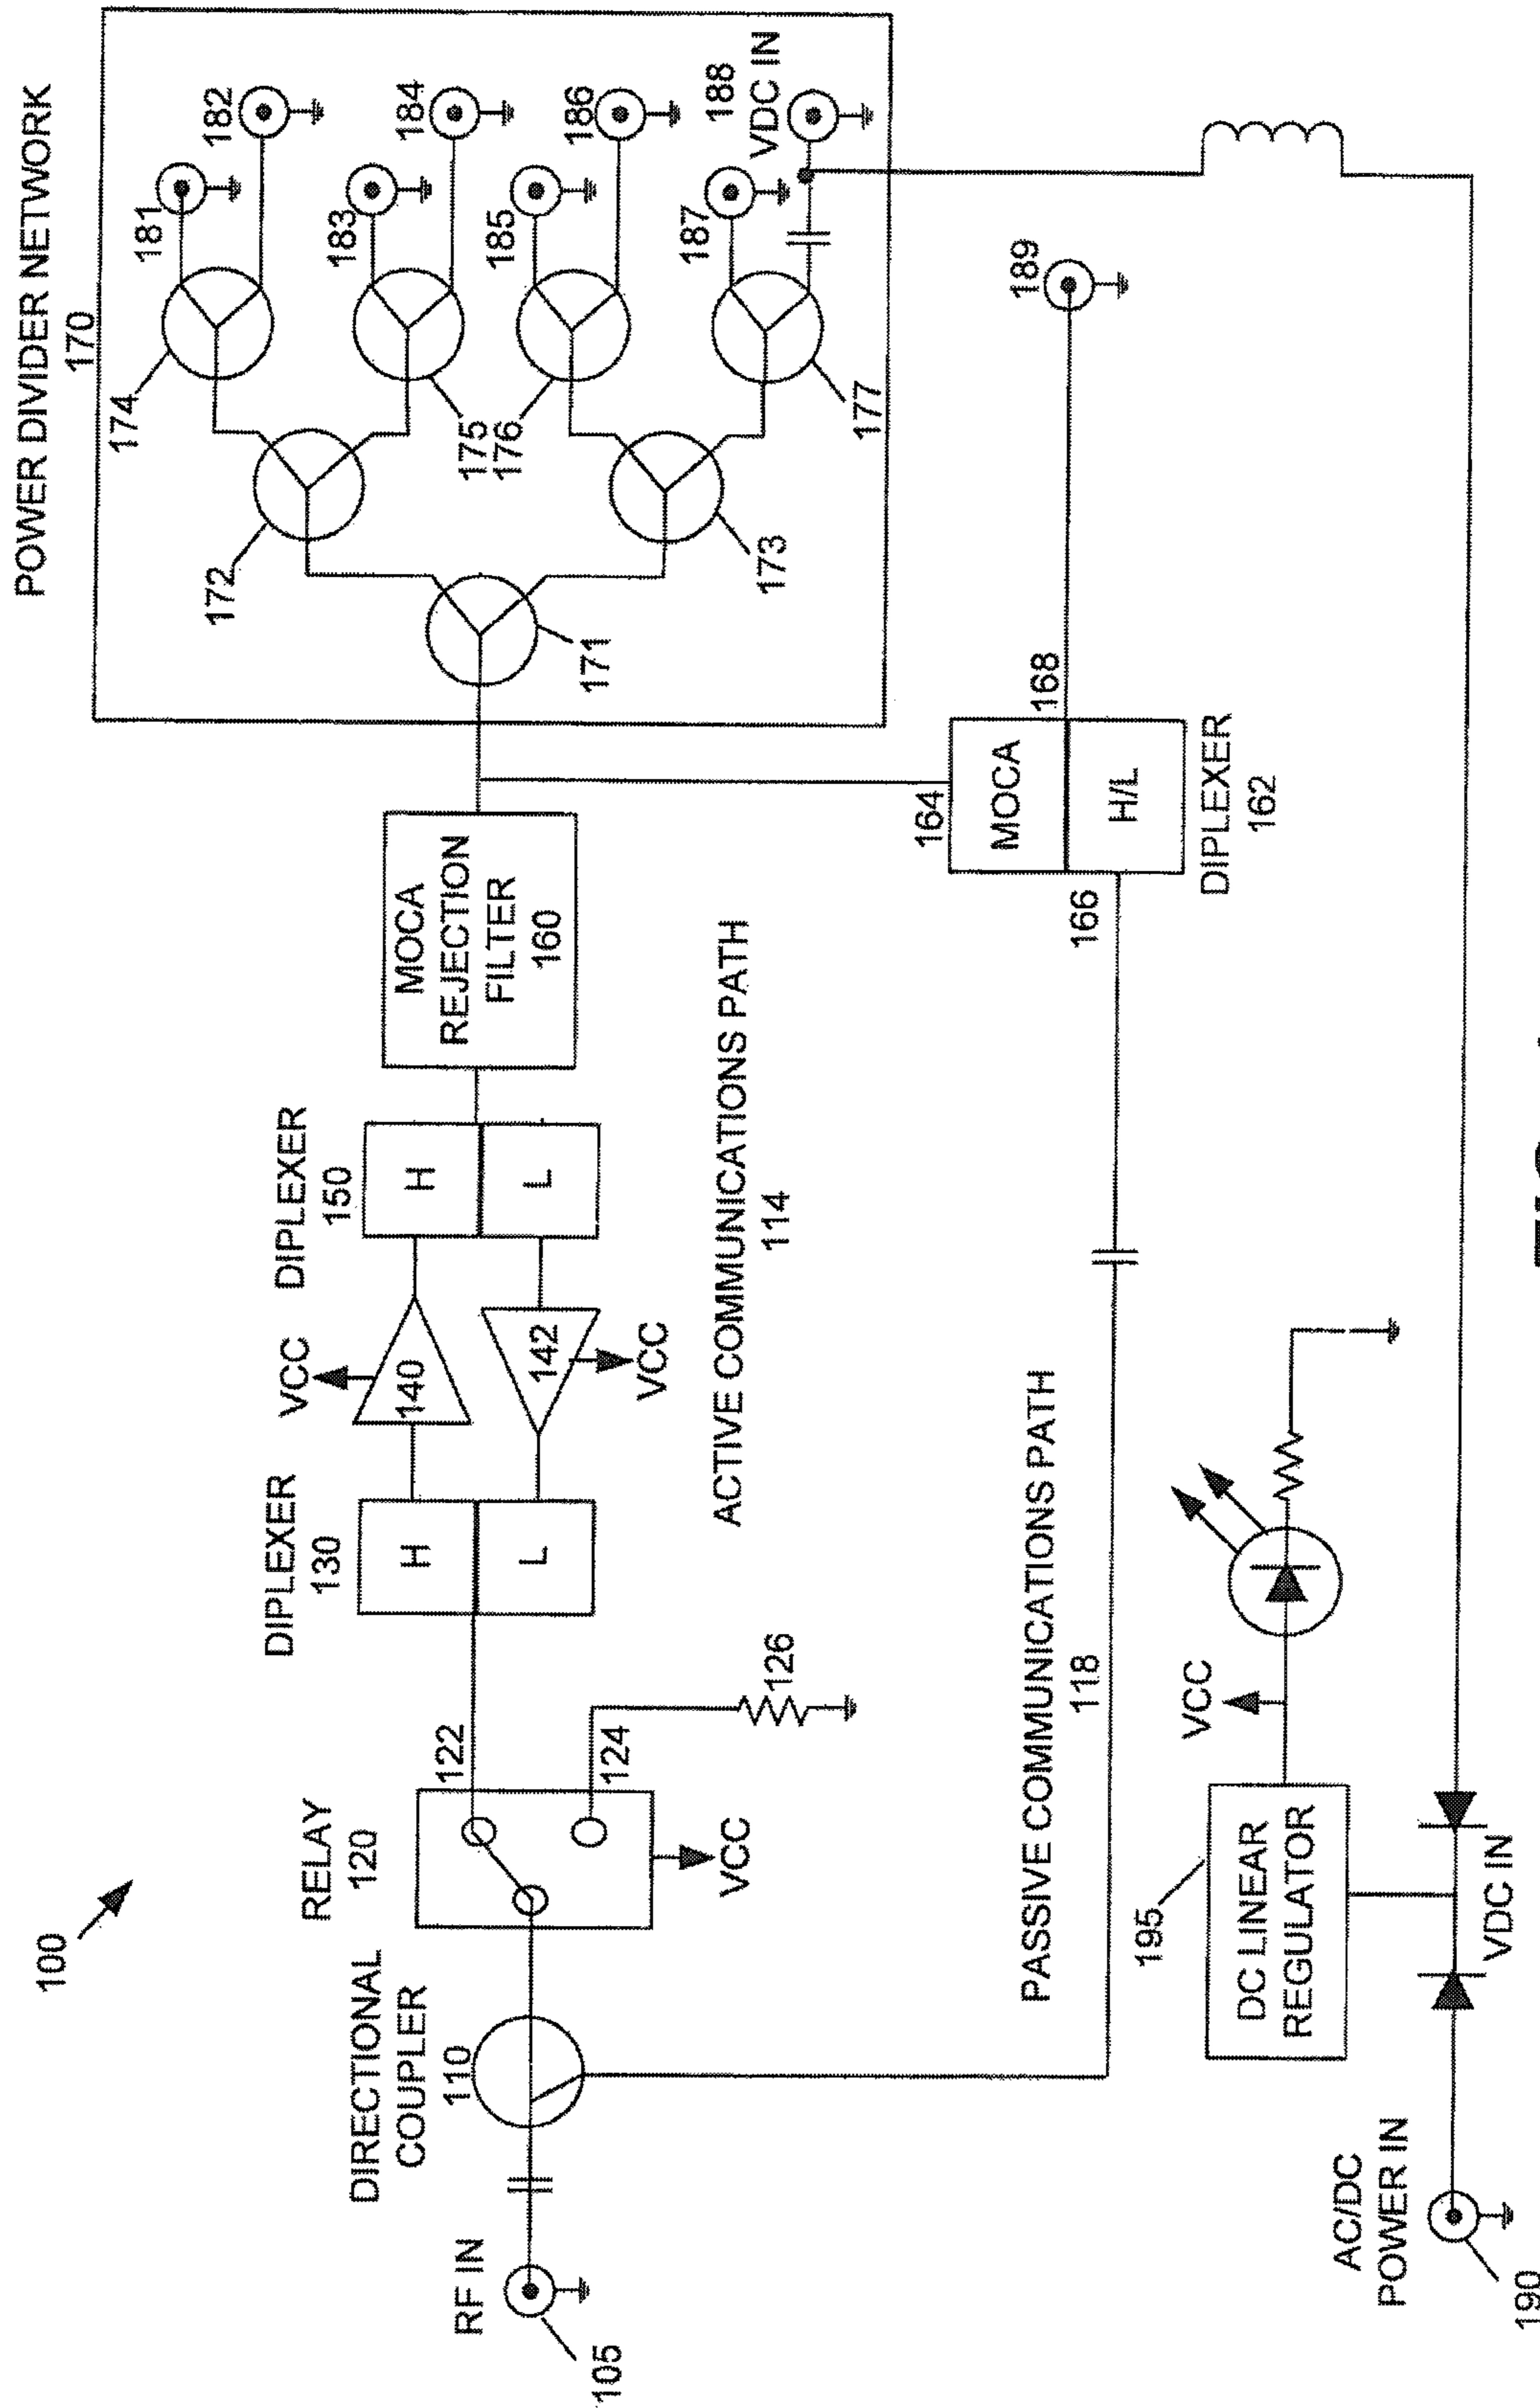 100
POWER DIVIDER NETWORK
170
174
181
182
172
183
184
175
176
185
186
171
173
177
187
188
VDC IN
RF IN
105
DIRECTIONAL
COUPLER
110
RELAY
120
122
124
126
VCC
DIPLEXER
130
H
L
VCC
140
142
VCC
DIPLEXER
150
H
L
MOCA
REJECTION
FILTER
160
ACTIVE COMMUNICATIONS PATH
114
PASSIVE COMMUNICATIONS PATH
118
164
MOCA
168
166
H/L
DIPLEXER
162
189
195
DC LINEAR
REGULATOR
VCC
AC/DC
POWER IN
190
VDC IN